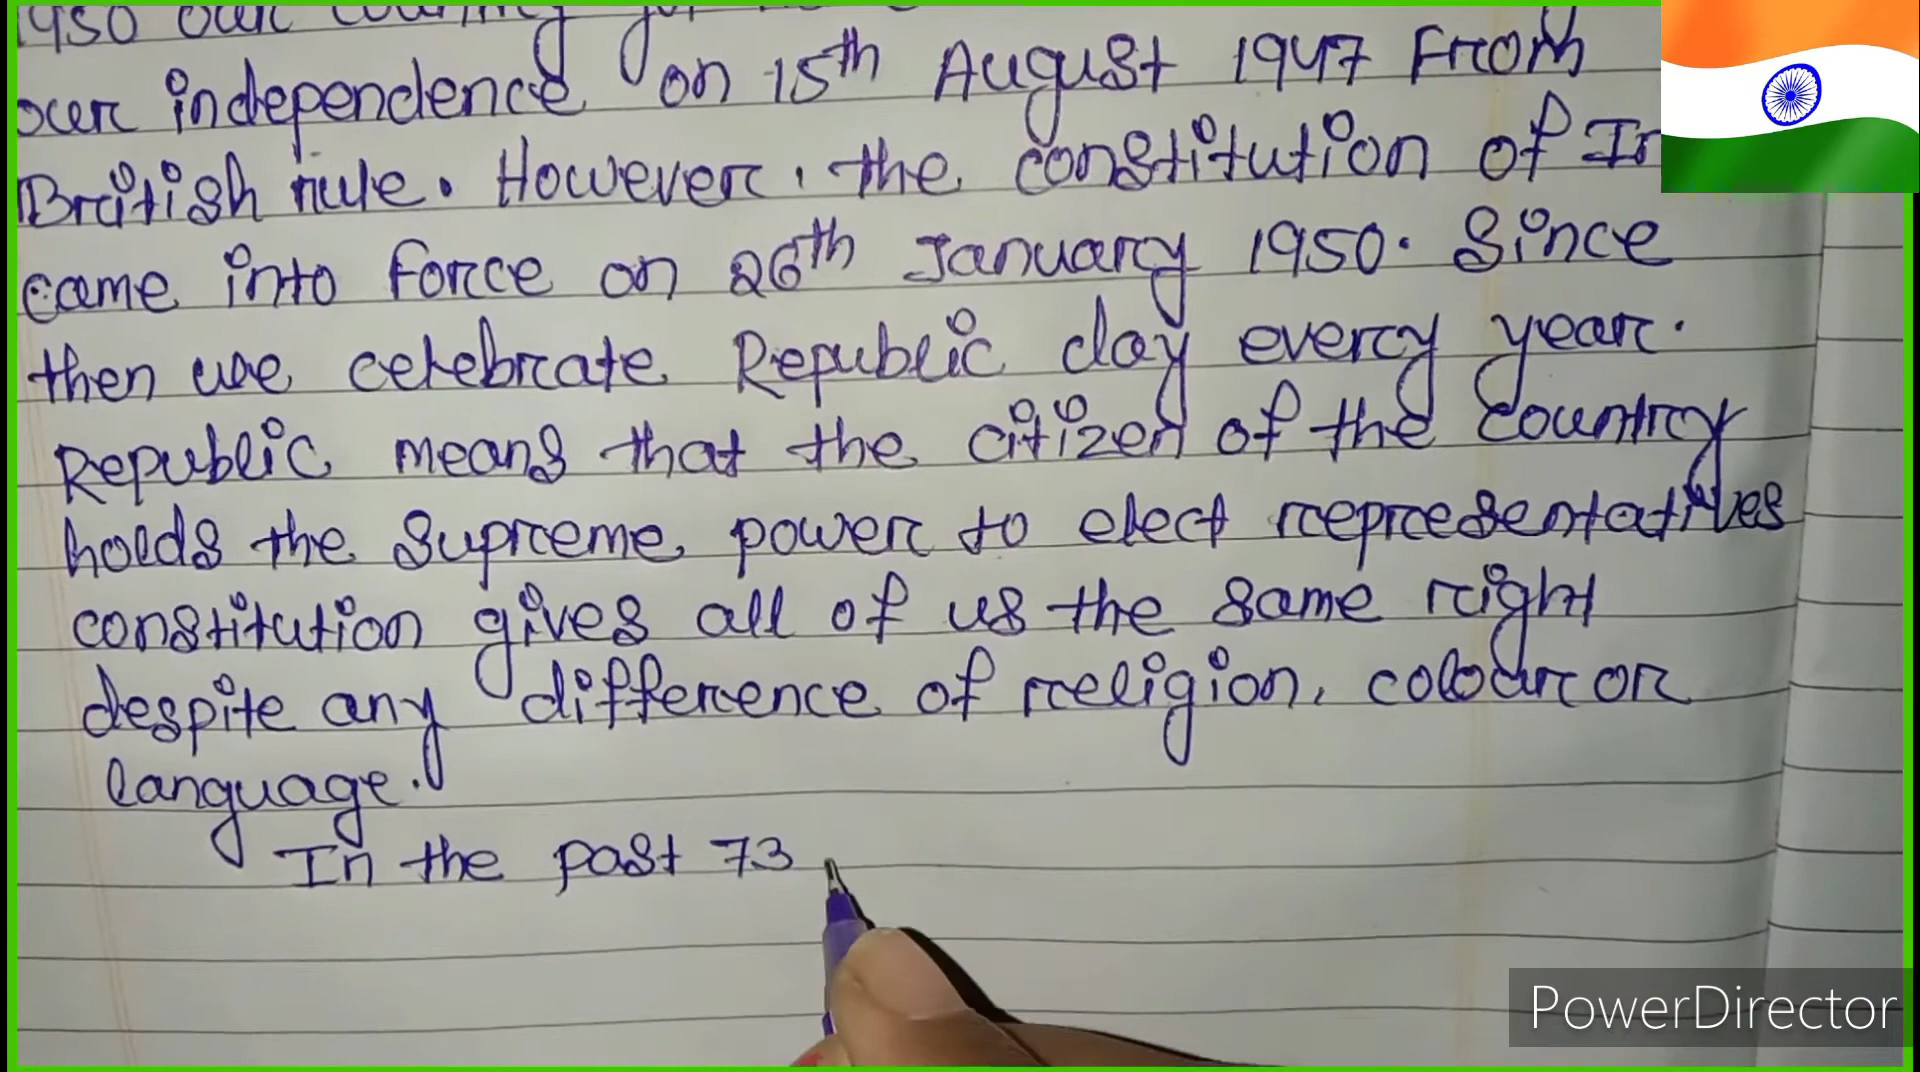 1950 our country
our independence on 15th August 1947 From
British rule. However, the constitution of
came into force on 26th January 1950. Since
then we celebrate Republic day every year.
Republic means that the citizen of the country
holds the supreme power to elect representatives
constitution gives all of us the same right
despite any difference of religion, colour or
language.
In the past 73
PowerDirector